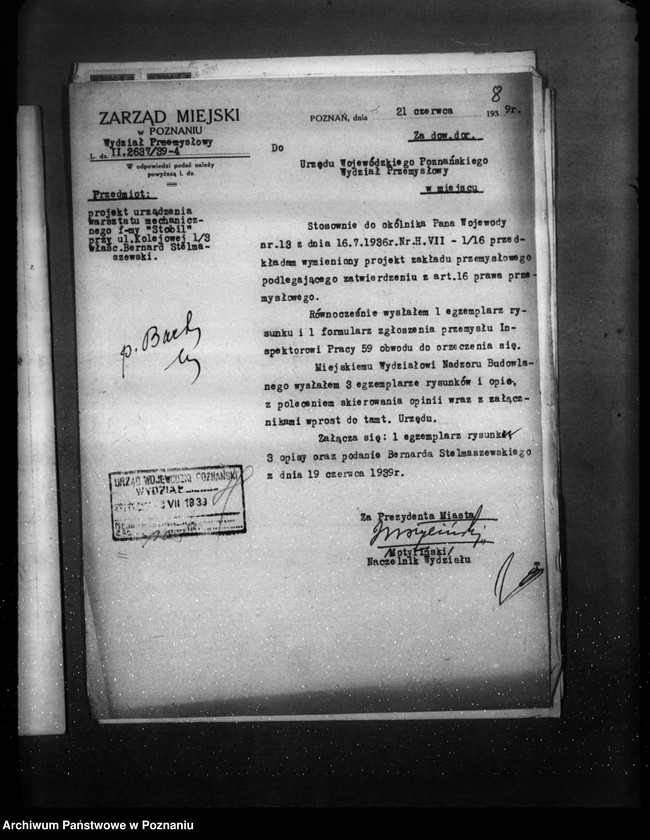 8
ZARZĄD MIEJSKI
w POZNANIU
Wydział Przemysłowy
L. dz. II.2637/39-4
W odpowiedzi podać należy
powyższą l. dz.
POZNAŃ, dnia 21 czerwca 1939r.
Za dow.dor.
Do
Urzędu Wojewódzkiego Poznańskiego
Wydział Przemysłowy
w miejscu
Przedmiot:
projekt urządzenia
warsztatu mechanicz-
nego f-my "Stobil"
przy ul.Kolejowej 1/3
właśc.Bernard Stelma-
szewski.
Stosownie do okólnika Pana Wojewody
nr.13 z dnia 16.7.1936r.Nr.H.VII - 1/16 przed-
kładam wymieniony projekt zakładu przemysłowego
podlegającego zatwierdzeniu z art.16 prawa prze-
mysłowego.
Równocześnie wysłałem 1 egzemplarz ry-
sunku i 1 formularz zgłoszenia przemysłu In-
spektorowi Pracy 59 obwodu do orzeczenia się.
Miejskiemu Wydziałowi Nadzoru Budowla-
nego wysłałem 3 egzemplarze rysunków i opis,
z poleceniem skierowania opinii wraz z załącz-
nikami wprost do tamt. Urzędu.
Załącza się: 1 egzemplarz rysunku
3 opisy oraz podanie Bernarda Stelmaszewskiego
z dnia 19 czerwca 1939r.
p. Bach
URZĄD WOJEWÓDZKI POZNAŃSKI
WYDZIAŁ
VII 1939
Za Prezydenta Miasta
/Motyliński/
Naczelnik Wydziału
Archiwum Państwowe w Poznaniu